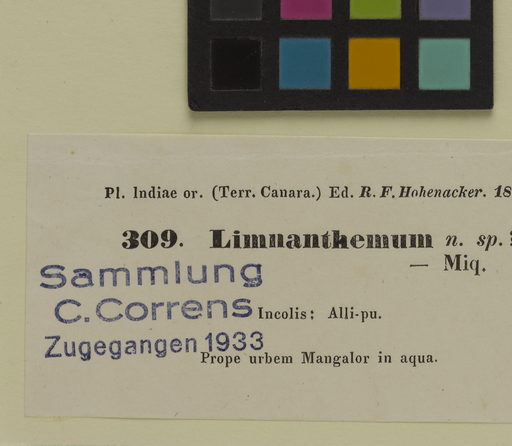 Pl. Indiae or. (Terr. Canara.) Ed. R. F. Hohenacker. 18
309. Limnanthemum n. sp.
— Miq.
Sammlung
C. Correns
Incolis: Alli-pu.
Zugegangen 1933
Prope urbem Mangalor in aqua.